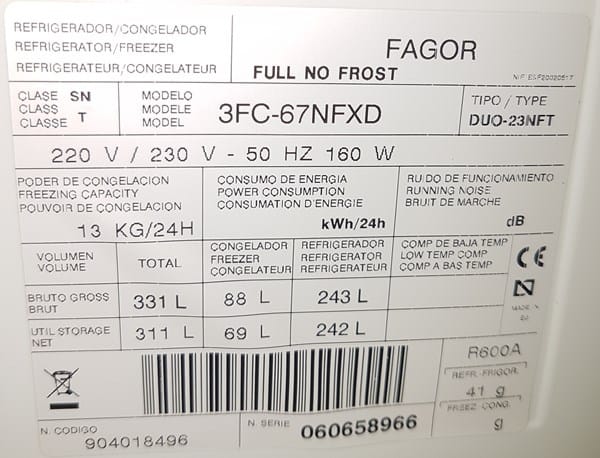 REFRIGERADOR/CONGELADOR
REFRIGERATOR/FREEZER
REFRIGERATEUR/CONGELATEUR
FAGOR
FULL NO FROST
CLASE SN
CLASS
CLASSE T
MODELO
MODELE
MODEL
3FC-67NFXD
TIPO / TYPE
DUO-23NFT
220 V / 230 V - 50 HZ 160 W
PODER DE CONGELACION
FREEZING CAPACITY
POUVOIR DE CONGELATION
13 KG/24H
CONSUMO DE ENERGIA
POWER CONSUMPTION
CONSUMATION D'ENERGIE
kWh/24h
RUIDO DE FUNCIONAMIENTO
RUNNING NOISE
BRUIT DE MARCHE
dB
VOLUMEN
VOLUME
TOTAL
CONGELADOR
FREEZER
CONGELATEUR
REFRIGERADOR
REFRIGERATOR
REFRIGERATEUR
COMP DE BAJA TEMP
LOW TEMP COMP
COMP A BAS TEMP
CE
N
BRUTO GROSS
BRUT
331 L
88 L
243 L
UTIL STORAGE
NET
311 L
69 L
242 L
R600A
REFR.-FRIGOR.
41 g
FREEZ-CONG.
g
N. CODIGO
904018496
N. SERIE
060658966